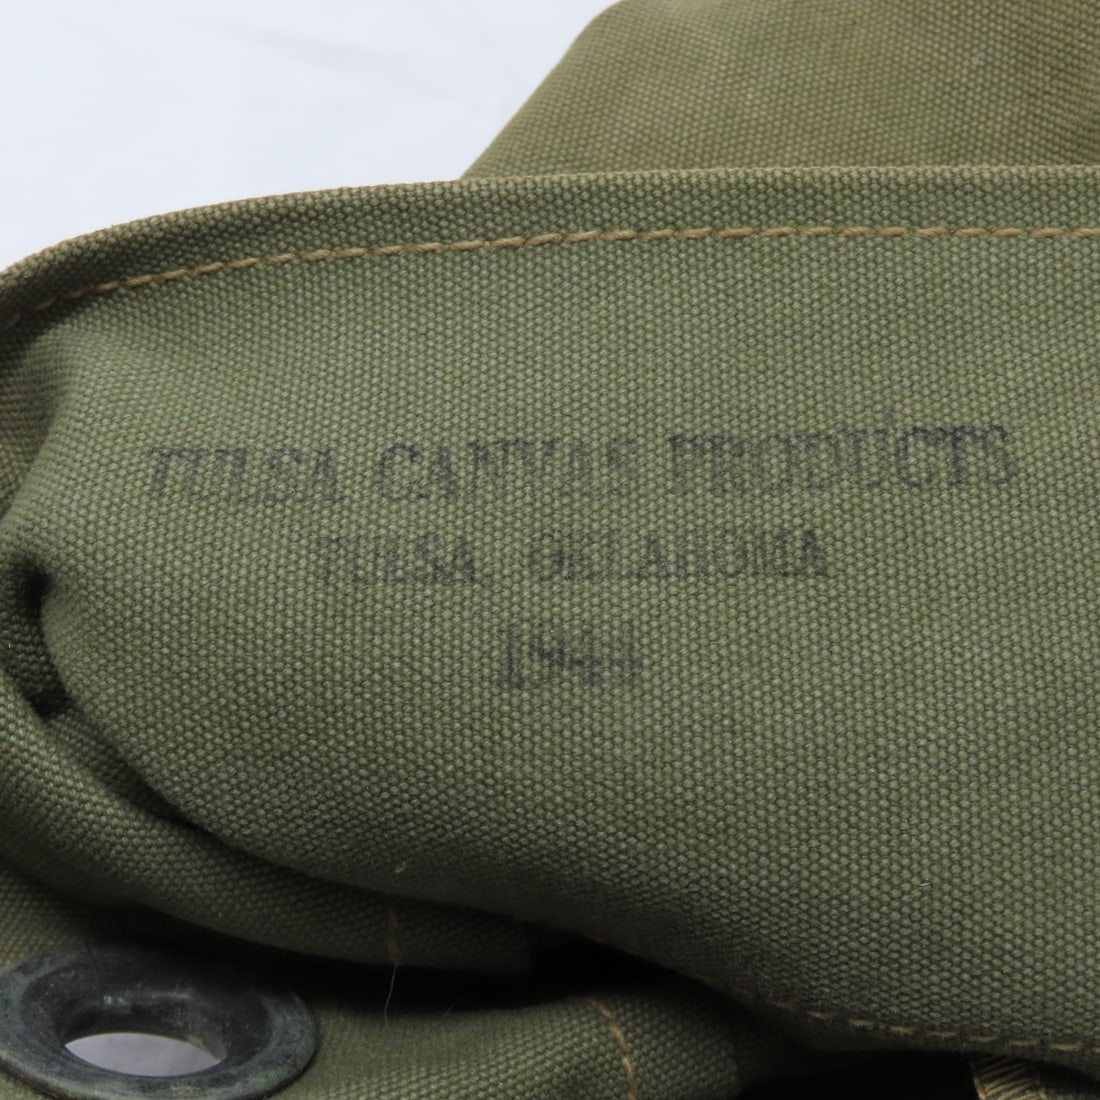 TULSA CANVAS PRODUCTS
TULSA, OKLAHOMA
1944